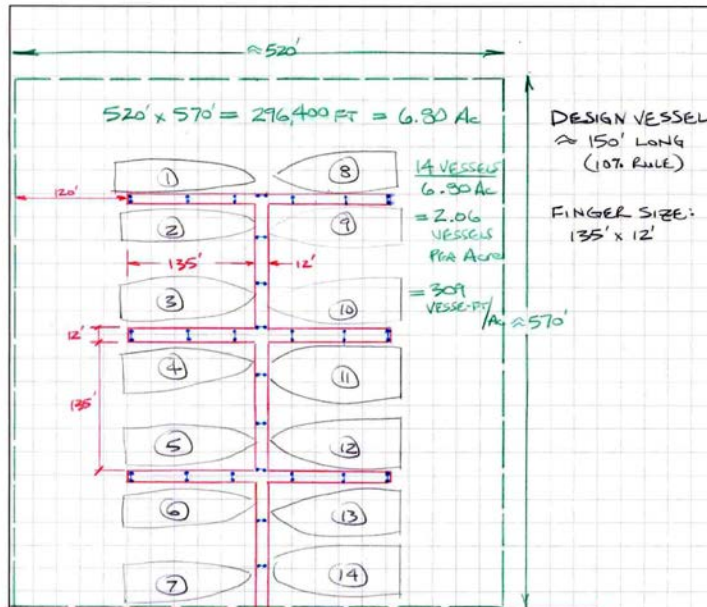 ≈520'
520' x 570' = 296,400 FT = 6.80 Ac
DESIGN VESSEL
≈ 150' LONG
(10% RULE)
FINGER SIZE:
135' x 12'
14 VESSELS
6.80 Ac
= 2.06
VESSELS
PER Acre
= 309
VESSE-FT/Ac
≈570'
120'
135'
12'
12'
135'
1
8
2
9
3
10
4
11
5
12
6
13
7
14